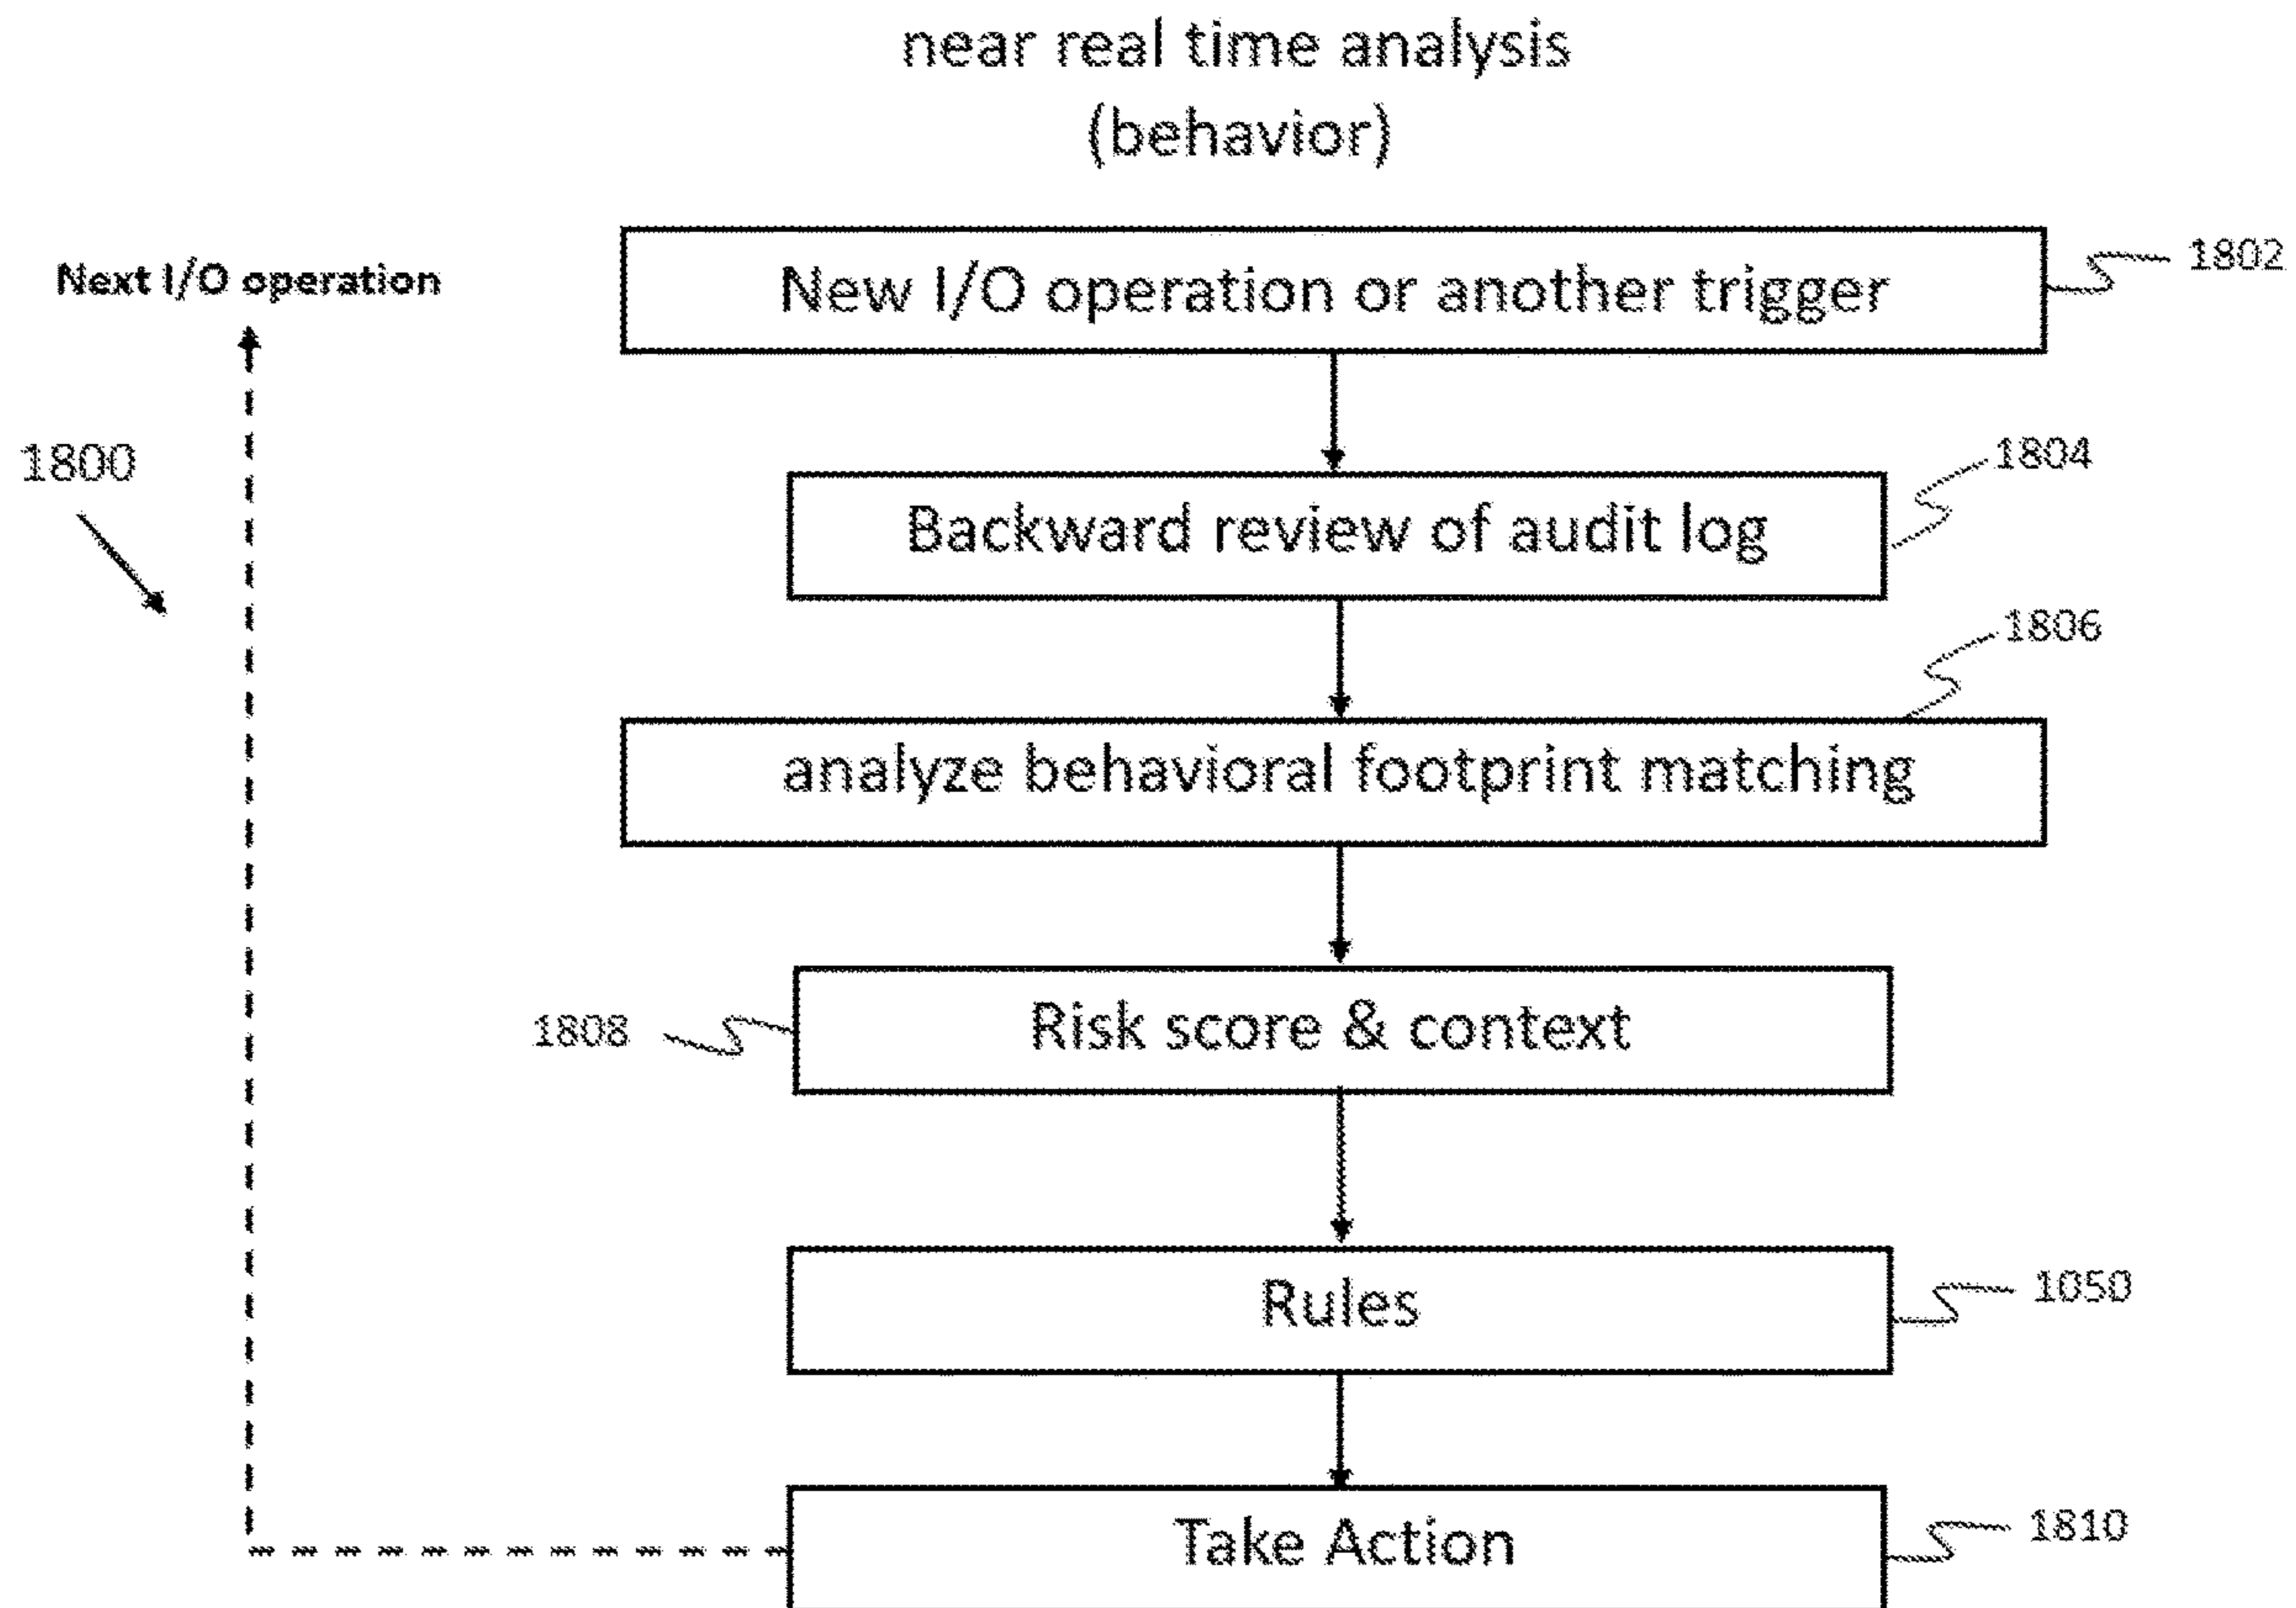 near real time analysis
(behavior)
Next I/O operation
New I/O operation or another trigger
1802
1800
Backward review of audit log
1804
1806
analyze behavioral footprint matching
1808
Risk score & context
Rules
1050
Take Action
1810